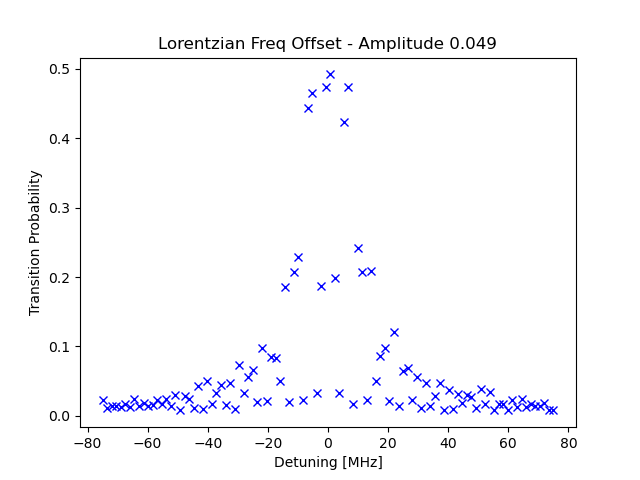 Lorentzian Freq Offset - Amplitude 0.049
0.5
0.4
0.3
0.2
0.1
0.0
Transition Probability
−80 −60 −40 −20 0 20 40 60 80
Detuning [MHz]